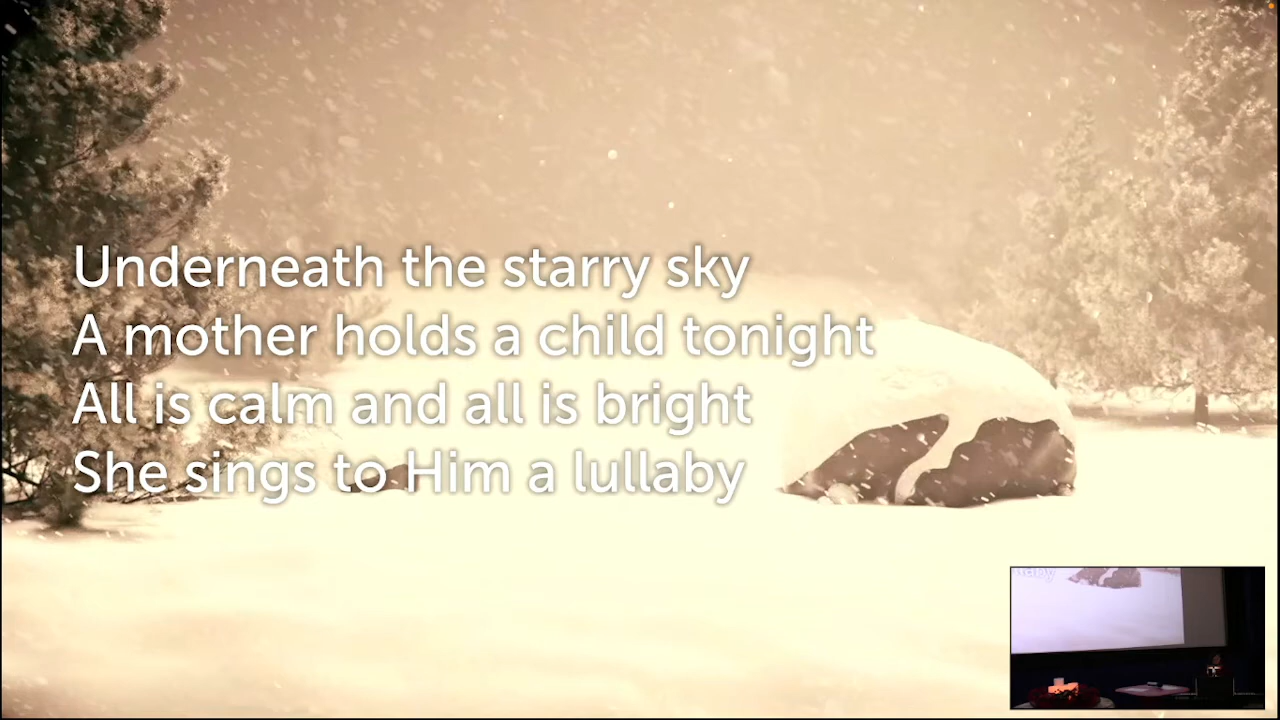 Underneath the starry sky
A mother holds a child tonight
All is calm and all is bright
She sings to Him a lullaby